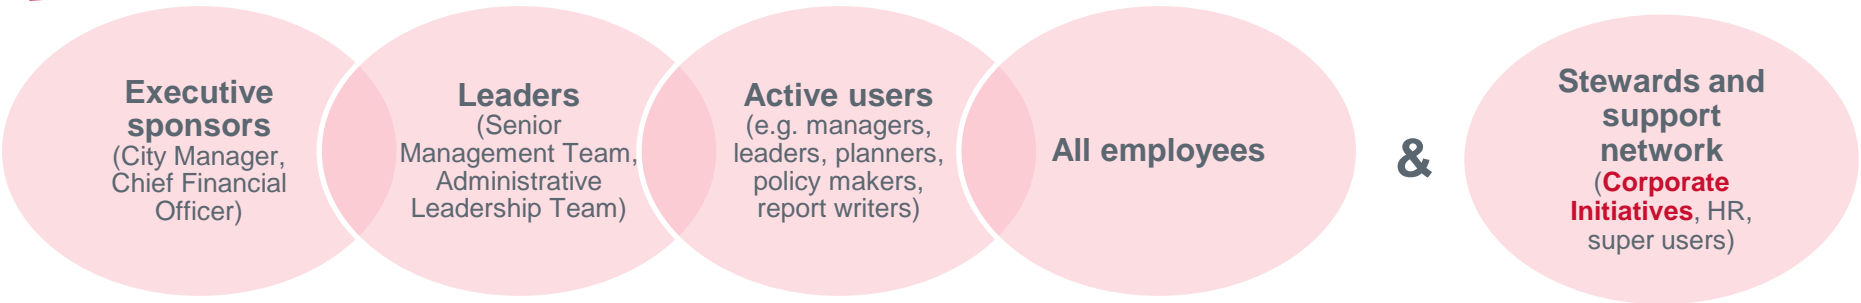 Executive
sponsors
(City Manager,
Chief Financial
Officer)
Leaders
(Senior
Management Team,
Administrative
Leadership Team)
Active users
(e.g. managers,
leaders, planners,
policy makers,
report writers)
All employees
&
Stewards and
support
network
(Corporate
Initiatives, HR,
super users)